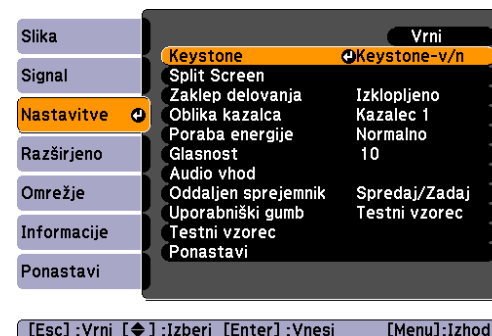 Slika
Signal
Nastavitve
Razširjeno
Omrežje
Informacije
Ponastavi
Vrni
Keystone Keystone-v/n
Split Screen
Zaklep delovanja Izklopljeno
Oblika kazalca Kazalec 1
Poraba energije Normalno
Glasnost 10
Audio vhod
Oddaljen sprejemnik Spredaj/Zadaj
Uporabniški gumb Testni vzorec
Testni vzorec
Ponastavi
[Esc] :Vrni [◆] :Izberi [Enter] :Vnesi [Menu]:Izhod